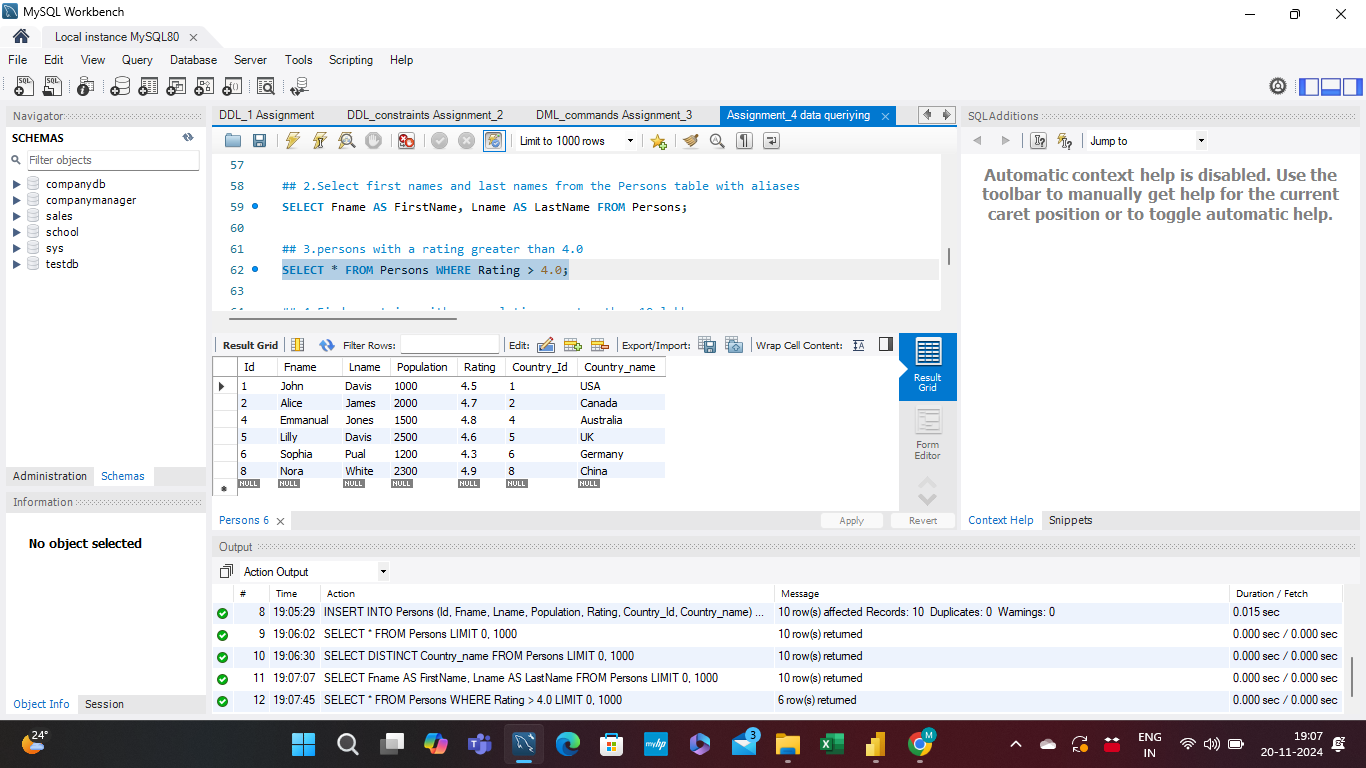 MySQL Workbench
Local instance MySQL80
File Edit View Query Database Server Tools Scripting Help
Navigator
SCHEMAS
Filter objects
companydb
companymanager
sales
school
sys
testdb
Administration Schemas
Information
No object selected
Object Info Session
DDL_1 Assignment DDL_constraints Assignment_2 DML_commands Assignment_3 Assignment_4 data queriying
Limit to 1000 rows
57
58 ## 2.Select first names and last names from the Persons table with aliases
59 SELECT Fname AS FirstName, Lname AS LastName FROM Persons;
60
61 ## 3.persons with a rating greater than 4.0
62 SELECT * FROM Persons WHERE Rating > 4.0;
63
Result Grid Filter Rows: Edit: Export/Import: Wrap Cell Content:
Id Fname Lname Population Rating Country_Id Country_name
1 John Davis 1000 4.5 1 USA
2 Alice James 2000 4.7 2 Canada
4 Emmanual Jones 1500 4.8 4 Australia
5 Lilly Davis 2500 4.6 5 UK
6 Sophia Pual 1200 4.3 6 Germany
8 Nora White 2300 4.9 8 China
NULL NULL NULL NULL NULL NULL NULL
Result
Grid
Form
Editor
Persons 6 Apply Revert
SQLAdditions
Jump to
Automatic context help is disabled. Use the
toolbar to manually get help for the current
caret position or to toggle automatic help.
Context Help Snippets
Output
Action Output
# Time Action Message Duration / Fetch
8 19:05:29 INSERT INTO Persons (Id, Fname, Lname, Population, Rating, Country_Id, Country_name) ... 10 row(s) affected Records: 10 Duplicates: 0 Warnings: 0 0.015 sec
9 19:06:02 SELECT * FROM Persons LIMIT 0, 1000 10 row(s) returned 0.000 sec / 0.000 sec
10 19:06:30 SELECT DISTINCT Country_name FROM Persons LIMIT 0, 1000 10 row(s) returned 0.000 sec / 0.000 sec
11 19:07:07 SELECT Fname AS FirstName, Lname AS LastName FROM Persons LIMIT 0, 1000 10 row(s) returned 0.000 sec / 0.000 sec
12 19:07:45 SELECT * FROM Persons WHERE Rating > 4.0 LIMIT 0, 1000 6 row(s) returned 0.000 sec / 0.000 sec
24°
myhp
3
M
ENG
IN
19:07
20-11-2024